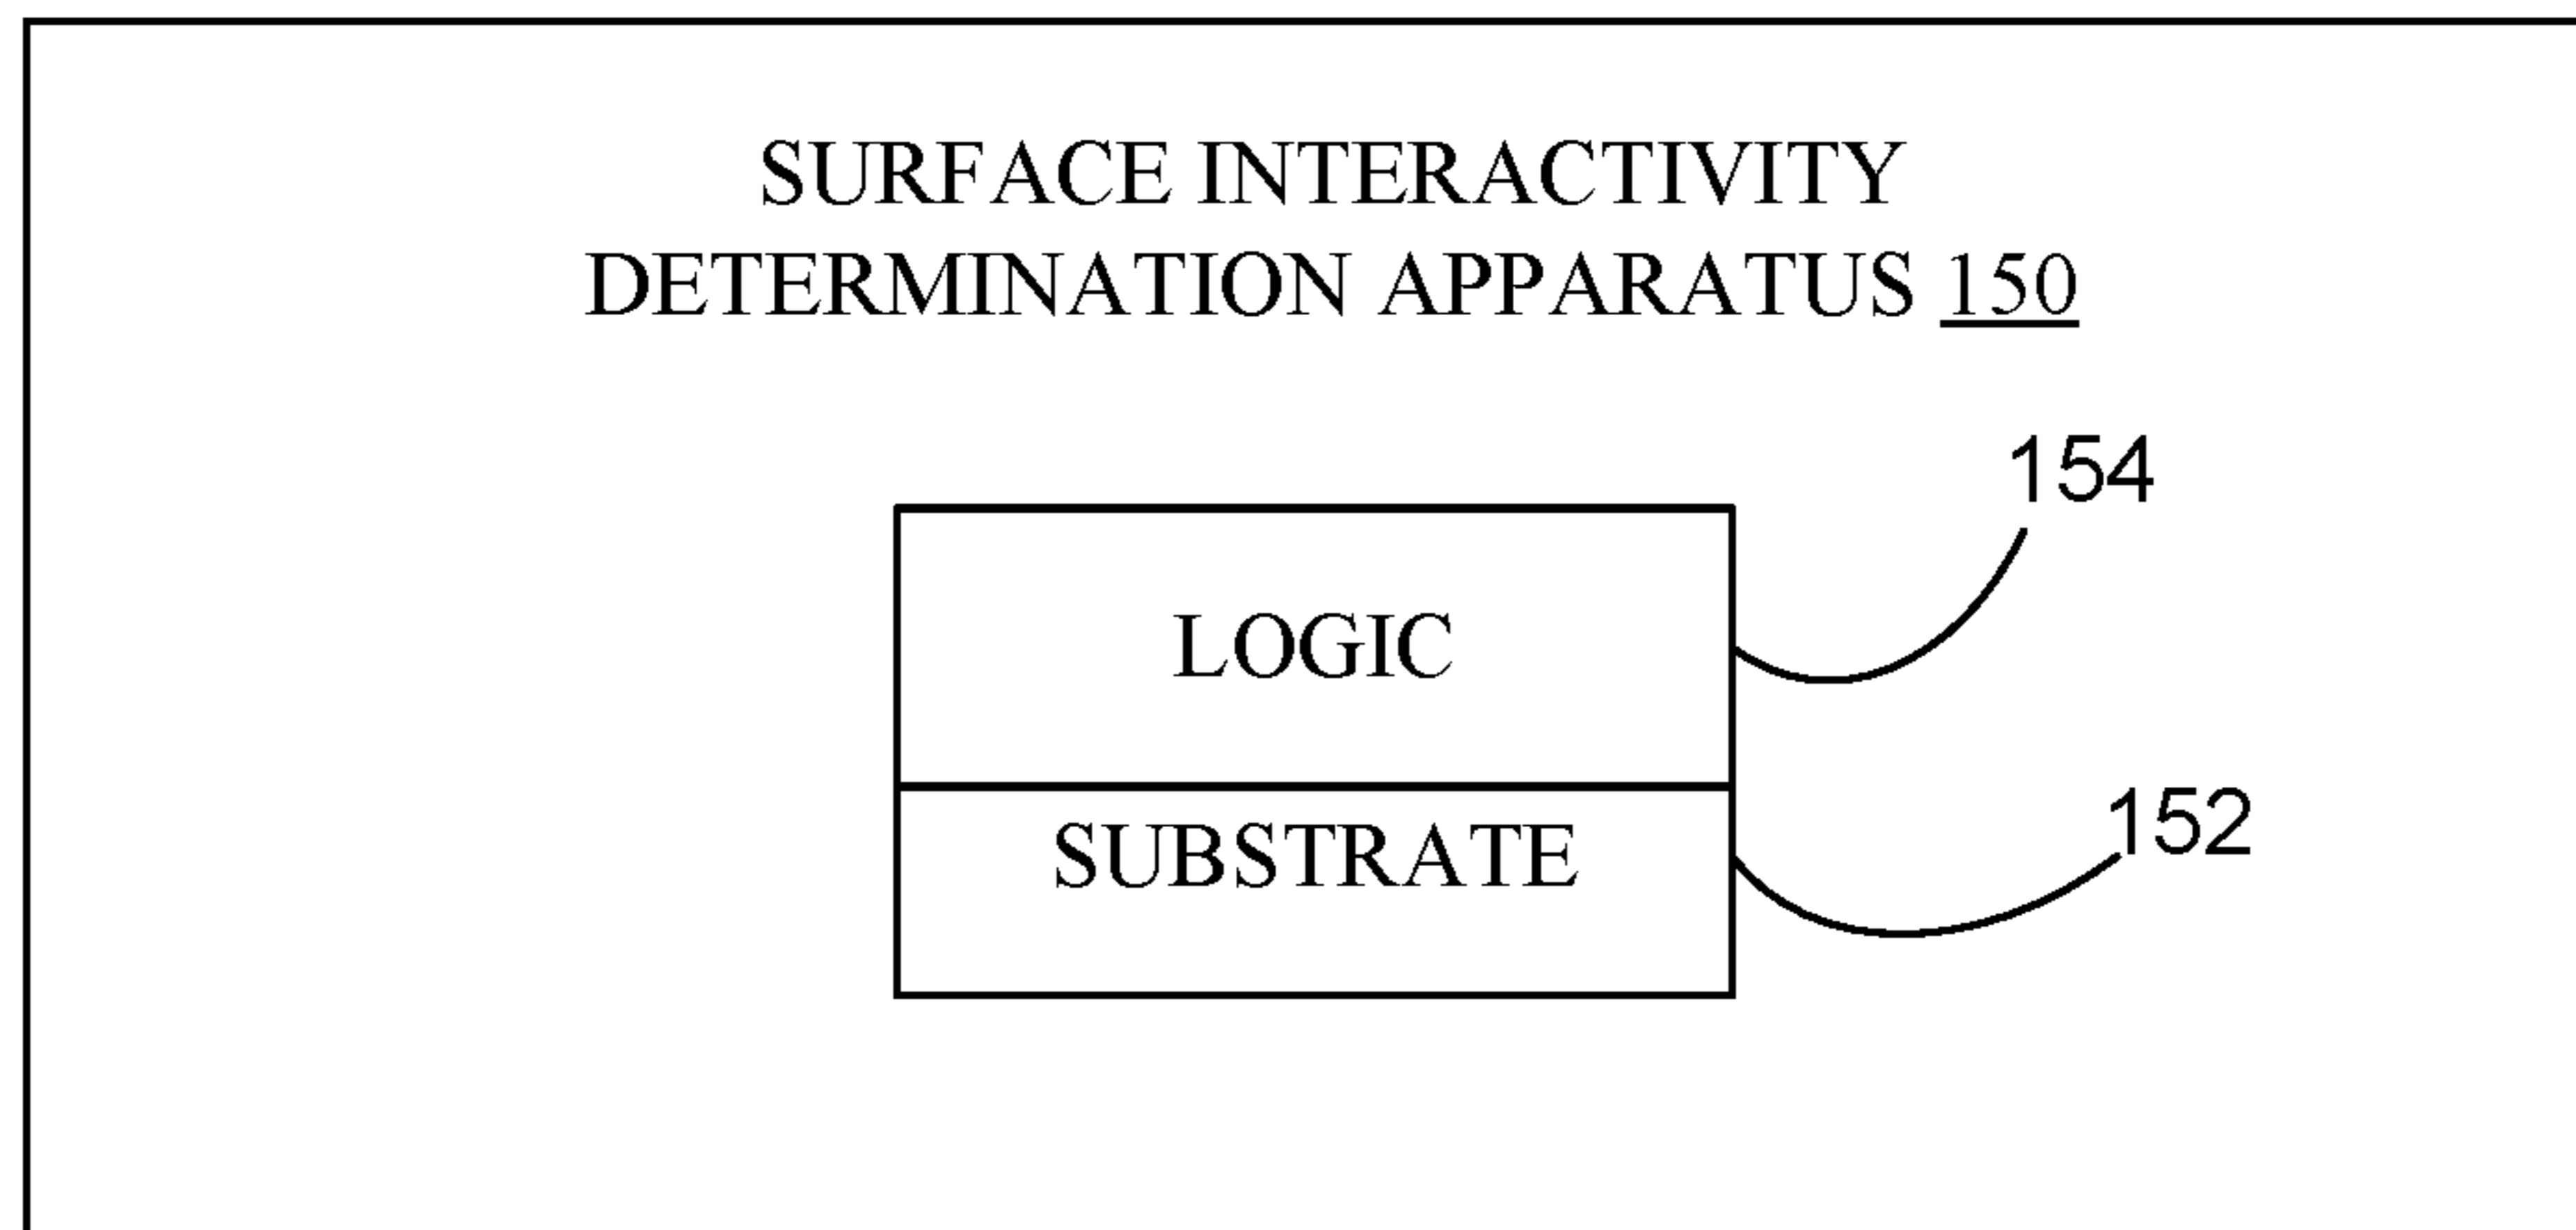 SURFACE INTERACTIVITY
DETERMINATION APPARATUS 150
154
LOGIC
152
SUBSTRATE